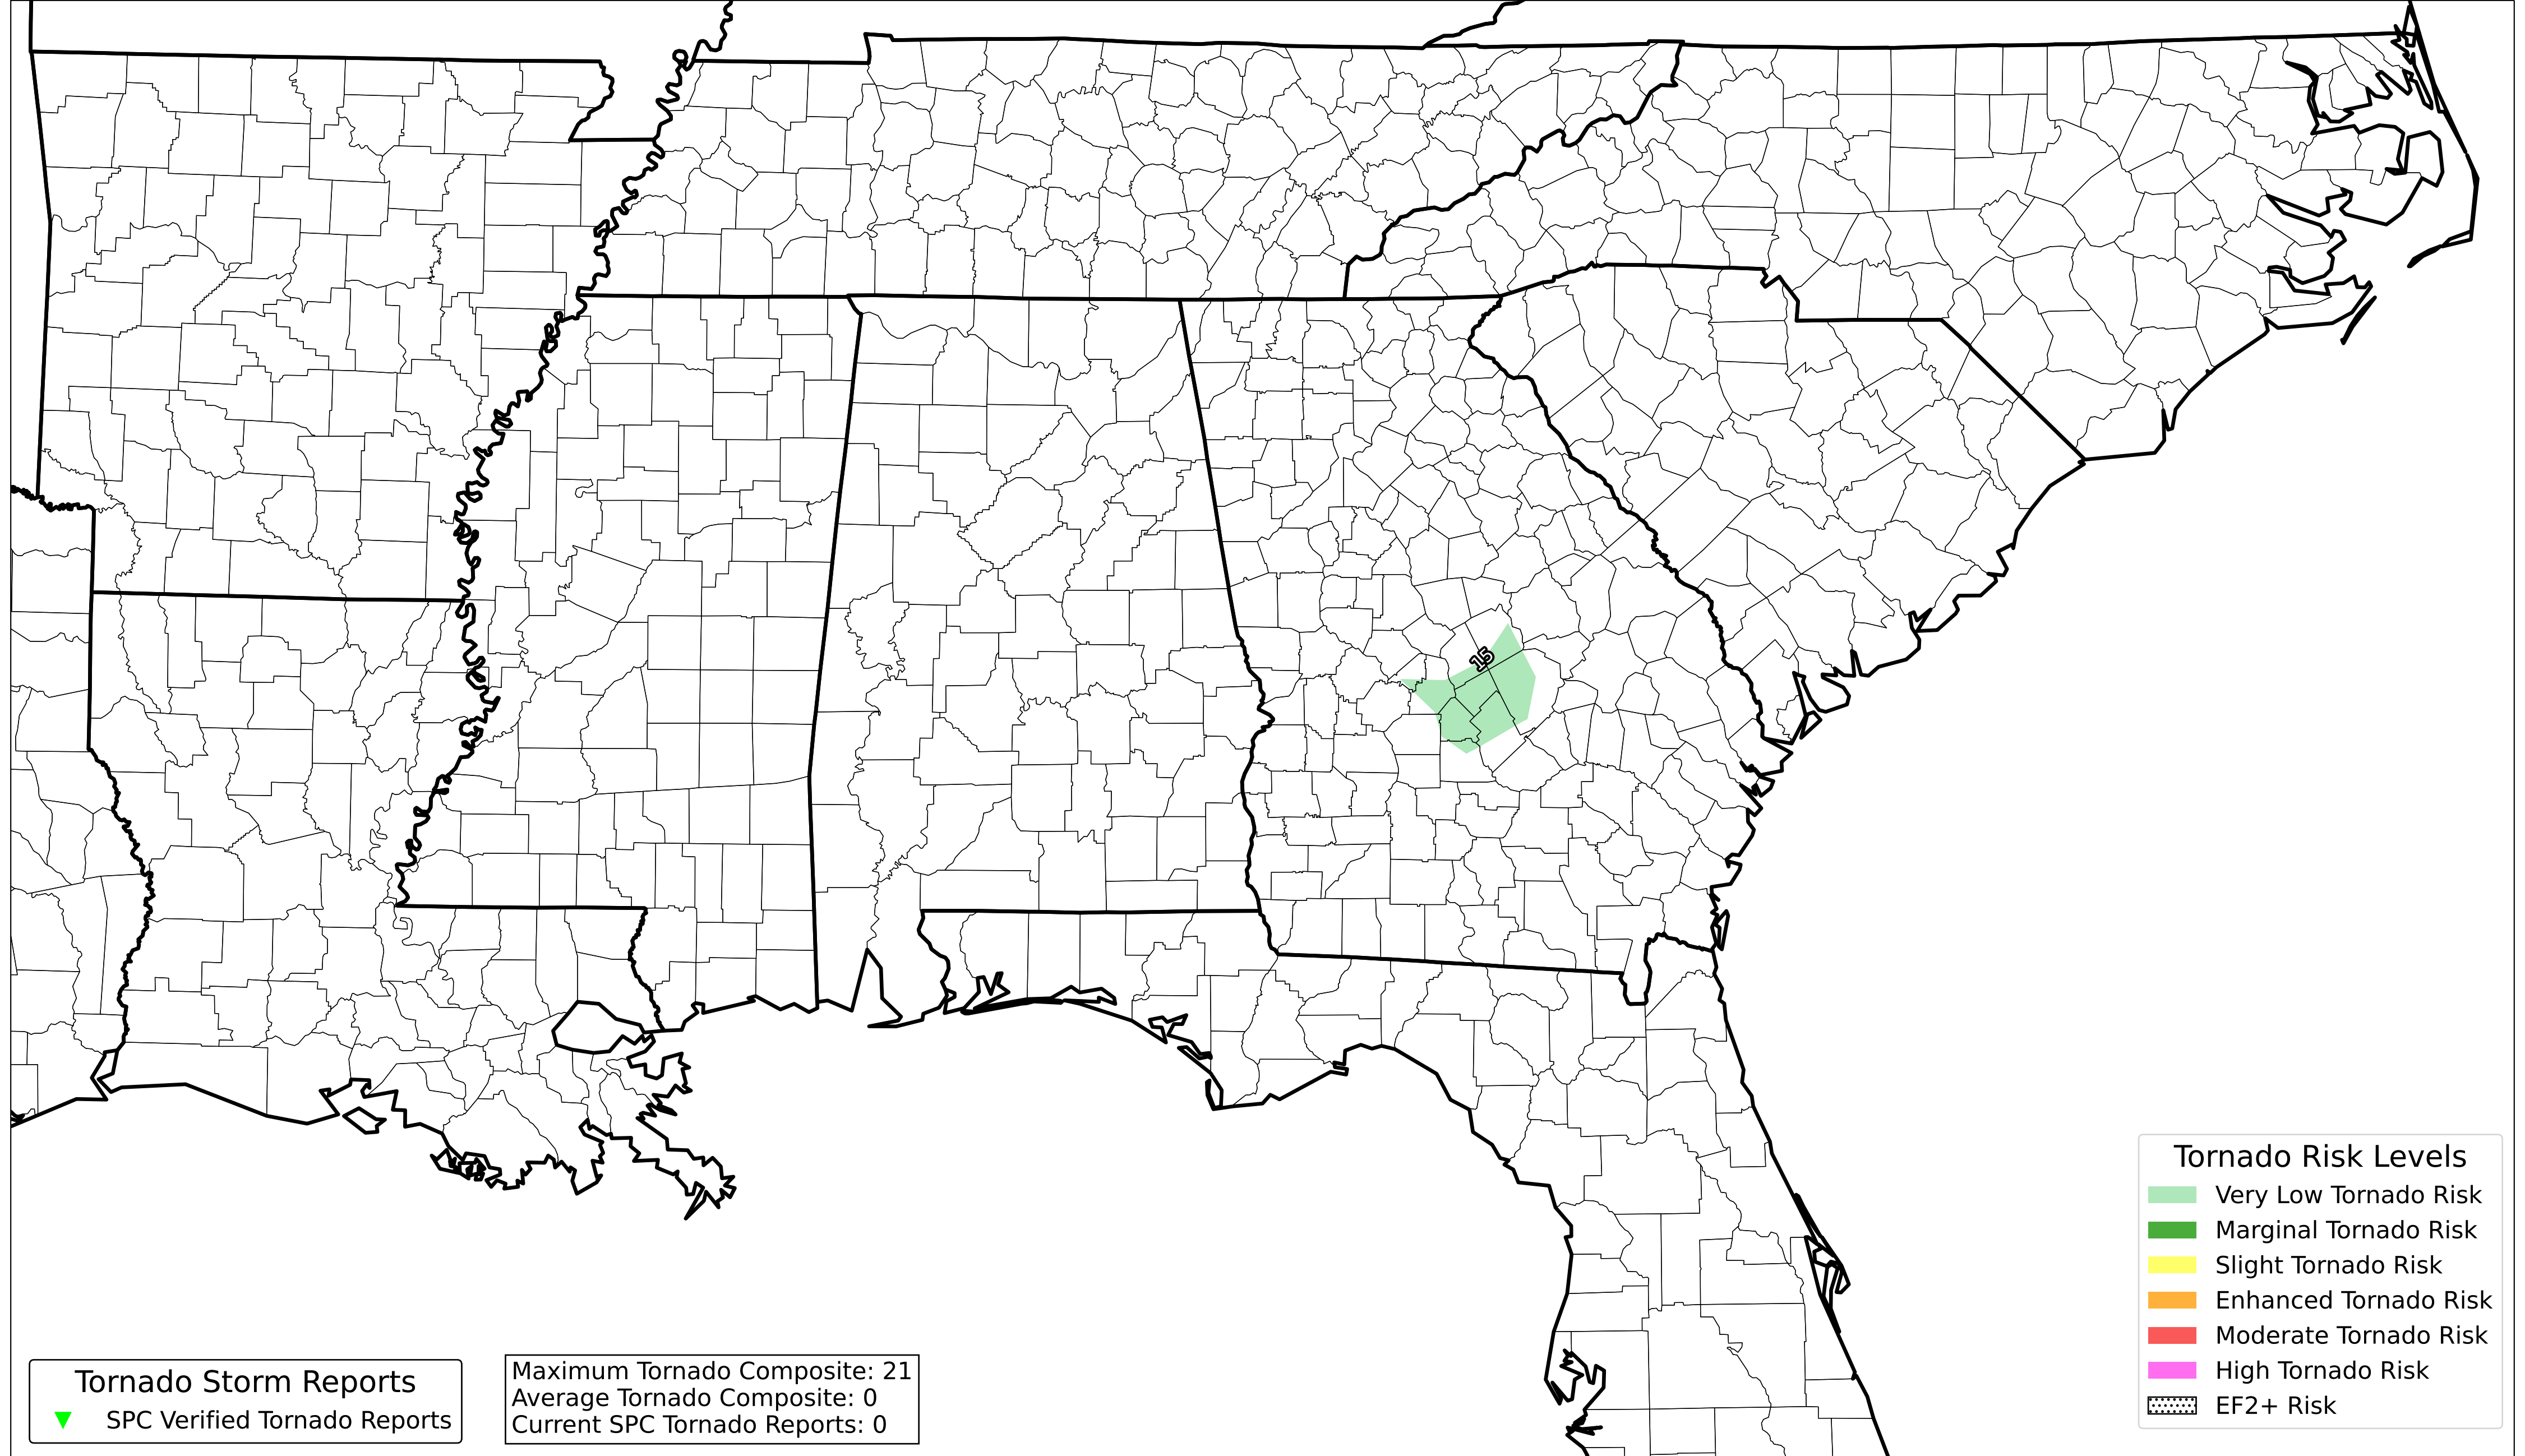 15
Tornado Risk Levels
Very Low Tornado Risk
Marginal Tornado Risk
Slight Tornado Risk
Enhanced Tornado Risk
Moderate Tornado Risk
High Tornado Risk
EF2+ Risk
Tornado Storm Reports
SPC Verified Tornado Reports
Maximum Tornado Composite: 21
Average Tornado Composite: 0
Current SPC Tornado Reports: 0